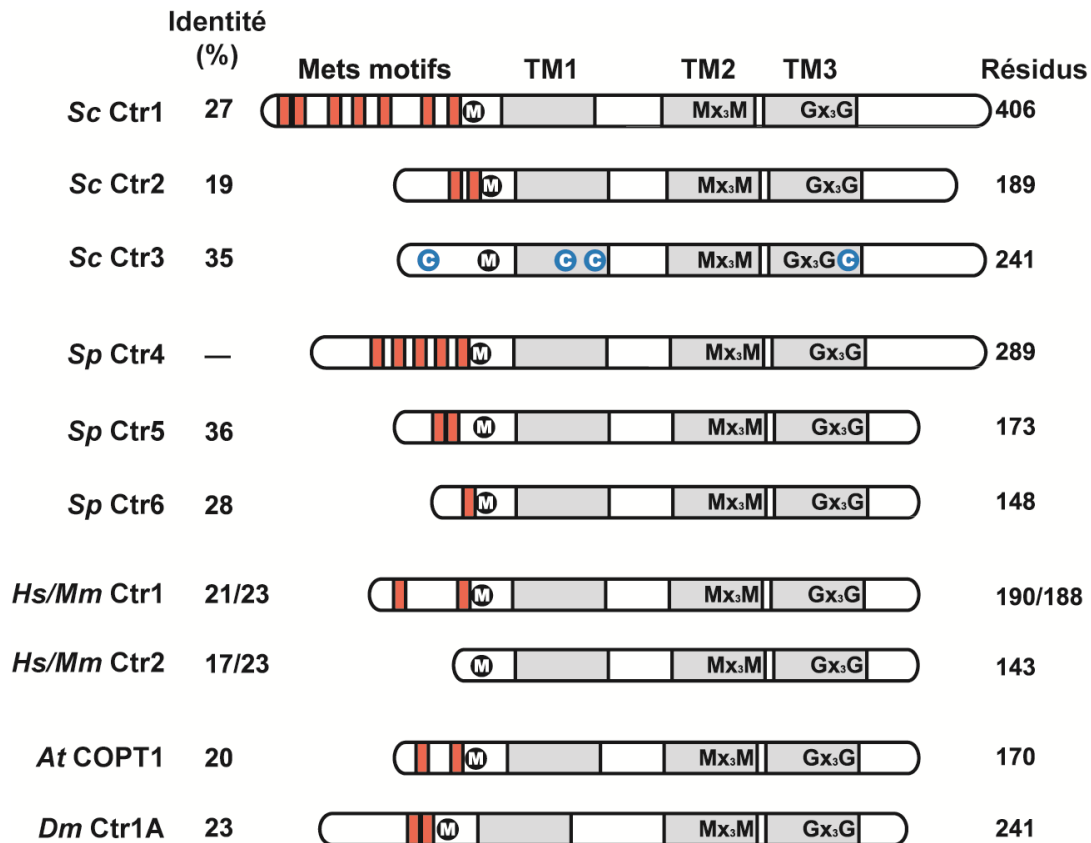 Identité
(%)
Mets motifs TM1 TM2 TM3 Résidus
Sc Ctr1 27 M Mx₃M Gx₃G 406
Sc Ctr2 19 M Mx₃M Gx₃G 189
Sc Ctr3 35 C M C C Mx₃M Gx₃G C 241
Sp Ctr4 — M Mx₃M Gx₃G 289
Sp Ctr5 36 M Mx₃M Gx₃G 173
Sp Ctr6 28 M Mx₃M Gx₃G 148
Hs/Mm Ctr1 21/23 M Mx₃M Gx₃G 190/188
Hs/Mm Ctr2 17/23 M Mx₃M Gx₃G 143
At COPT1 20 M Mx₃M Gx₃G 170
Dm Ctr1A 23 M Mx₃M Gx₃G 241